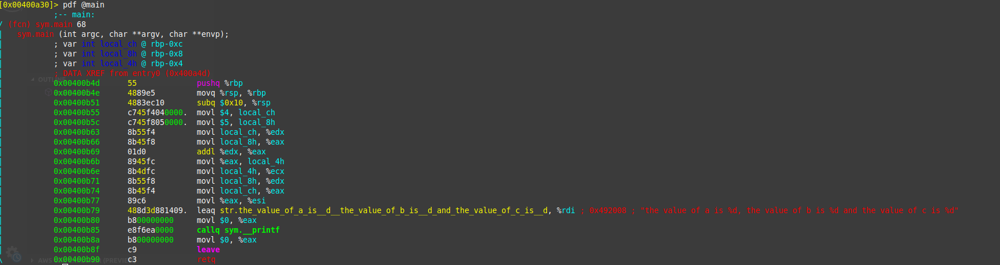 [0x00400a30]> pdf @main
;-- main:
/ (fcn) sym.main 68
| sym.main (int argc, char **argv, char **envp);
| ; var int local_ch @ rbp-0xc
| ; var int local_8h @ rbp-0x8
| ; var int local_4h @ rbp-0x4
| ; DATA XREF from entry0 (0x400a4d)
| 0x00400b4d 55 pushq %rbp
| 0x00400b4e 4889e5 movq %rsp, %rbp
| 0x00400b51 4883ec10 subq $0x10, %rsp
| 0x00400b55 c745f4040000. movl $4, local_ch
| 0x00400b5c c745f8050000. movl $5, local_8h
| 0x00400b63 8b55f4 movl local_ch, %edx
| 0x00400b66 8b45f8 movl local_8h, %eax
| 0x00400b69 01d0 addl %edx, %eax
| 0x00400b6b 8945fc movl %eax, local_4h
| 0x00400b6e 8b4dfc movl local_4h, %ecx
| 0x00400b71 8b55f8 movl local_8h, %edx
| 0x00400b74 8b45f4 movl local_ch, %eax
| 0x00400b77 89c6 movl %eax, %esi
| 0x00400b79 488d3d881409. leaq str.the_value_of_a_is__d__the_value_of_b_is__d_and_the_value_of_c_is__d, %rdi ; 0x492008 ; "the value of a is %d, the value of b is %d and the value of c is %d"
| 0x00400b80 b800000000 movl $0, %eax
| 0x00400b85 e8f6ea0000 callq sym.__printf
| 0x00400b8a b800000000 movl $0, %eax
| 0x00400b8f c9 leave
\ 0x00400b90 c3 retq